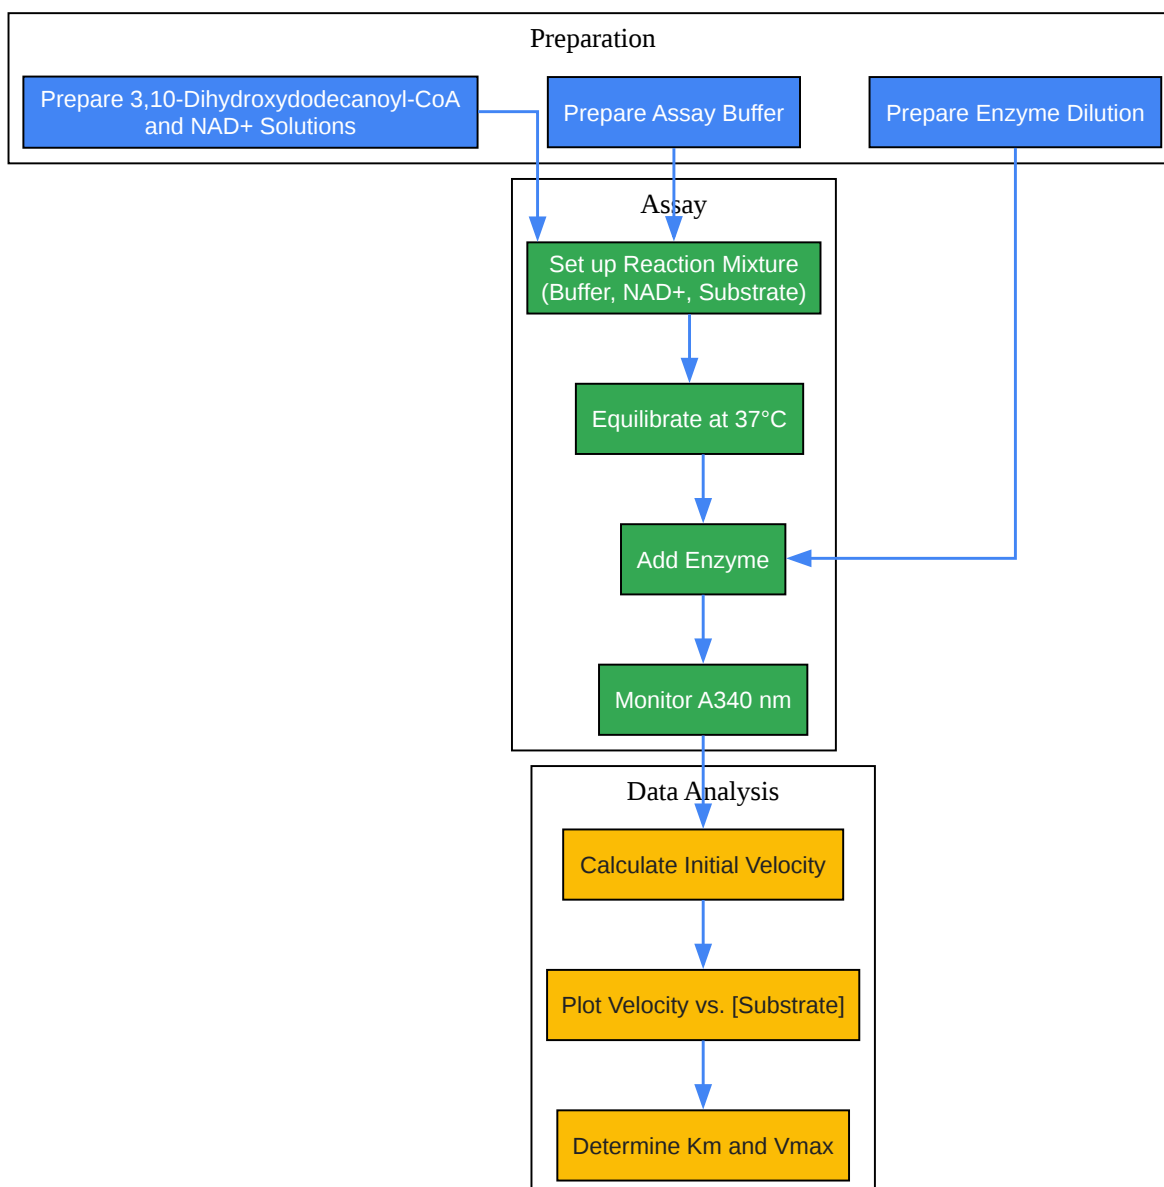 Preparation
Prepare 3,10-Dihydroxydodecanoyl-CoA
and NAD+ Solutions
Prepare Assay Buffer
Prepare Enzyme Dilution
Assay
Set up Reaction Mixture
(Buffer, NAD+, Substrate)
Equilibrate at 37°C
Add Enzyme
Monitor A340 nm
Data Analysis
Calculate Initial Velocity
Plot Velocity vs. [Substrate]
Determine Km and Vmax